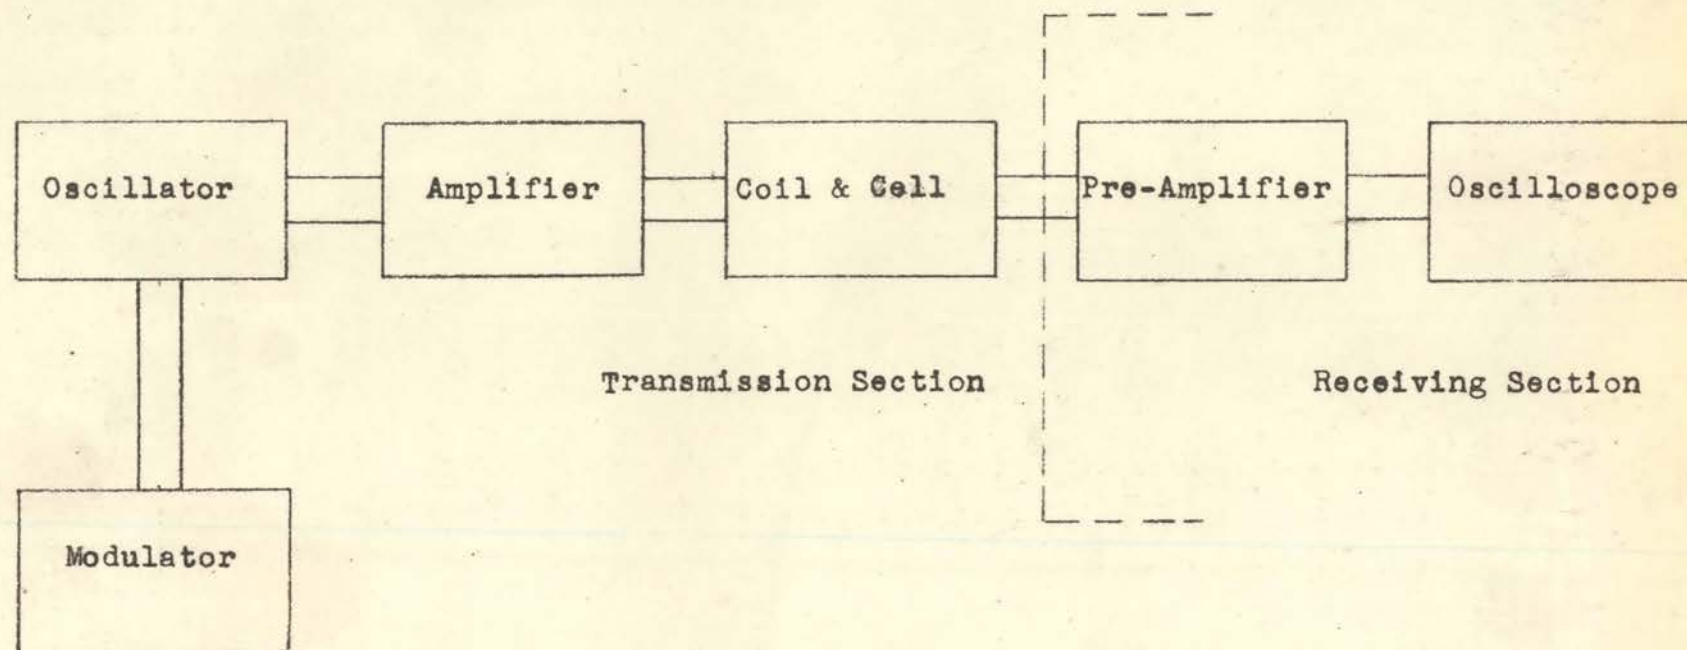 Oscillator
Amplifier
Coil & Cell
Pre-Amplifier
Oscilloscope
Transmission Section
Receiving Section
Modulator